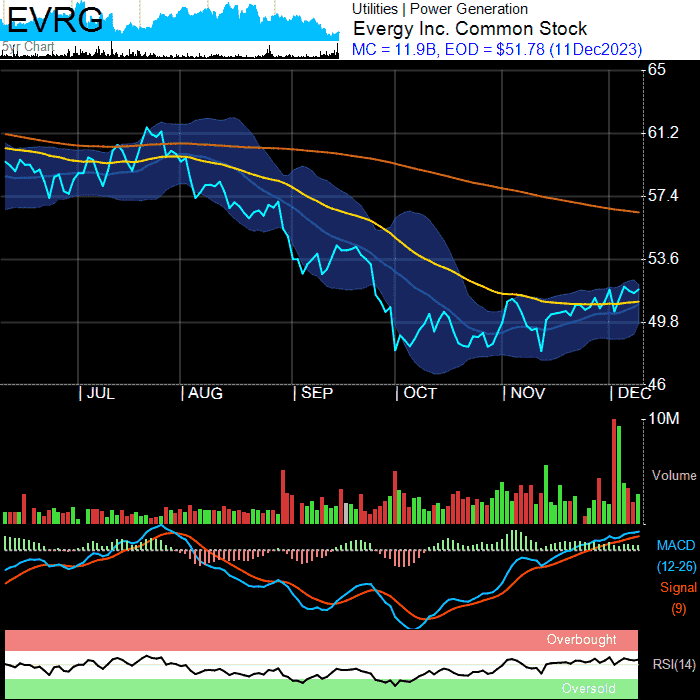 EVRG
5yr Chart
Utilities | Power Generation
Evergy Inc. Common Stock
MC = 11.9B, EOD = $51.78 (11Dec2023)
65
61.2
57.4
53.6
49.8
46
| JUL | AUG | SEP | OCT | NOV | DEC
10M
Volume
MACD
(12-26)
Signal
(9)
Overbought
RSI(14)
Oversold